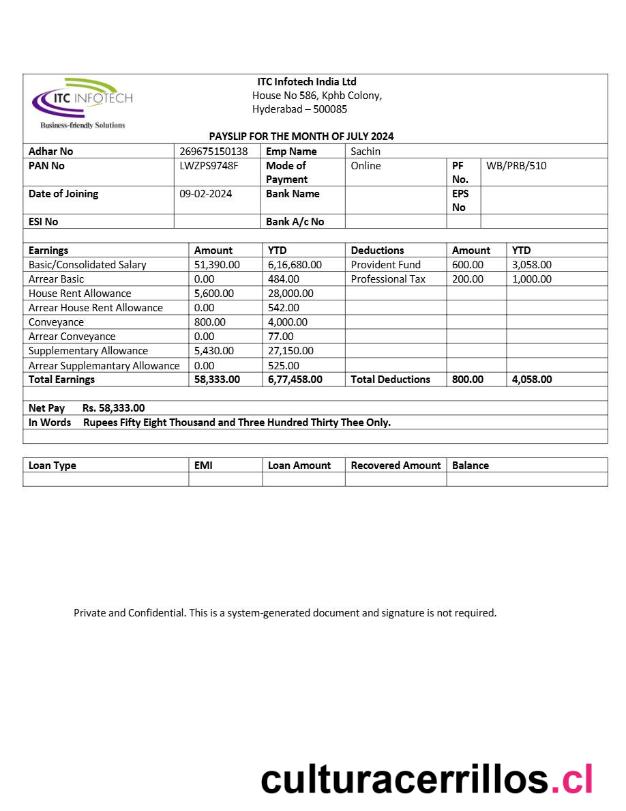 ITC INFOTECH
Business-friendly Solutions
ITC Infotech India Ltd
House No 586, Kphb Colony,
Hyderabad – 500085
PAYSLIP FOR THE MONTH OF JULY 2024
Adhar No 269675150138 Emp Name Sachin
PAN No LWZPS9748F Mode of Payment Online PF No. WB/PRB/510
Date of Joining 09-02-2024 Bank Name EPS No
ESI No Bank A/c No
Earnings Amount YTD Deductions Amount YTD
Basic/Consolidated Salary 51,390.00 6,16,680.00 Provident Fund 600.00 3,058.00
Arrear Basic 0.00 484.00 Professional Tax 200.00 1,000.00
House Rent Allowance 5,600.00 28,000.00
Arrear House Rent Allowance 0.00 542.00
Conveyance 800.00 4,000.00
Arrear Conveyance 0.00 77.00
Supplementary Allowance 5,430.00 27,150.00
Arrear Supplemantary Allowance 0.00 525.00
Total Earnings 58,333.00 6,77,458.00 Total Deductions 800.00 4,058.00
Net Pay Rs. 58,333.00
In Words Rupees Fifty Eight Thousand and Three Hundred Thirty Thee Only.
Loan Type EMI Loan Amount Recovered Amount Balance
Private and Confidential. This is a system-generated document and signature is not required.
culturacerrillos.cl